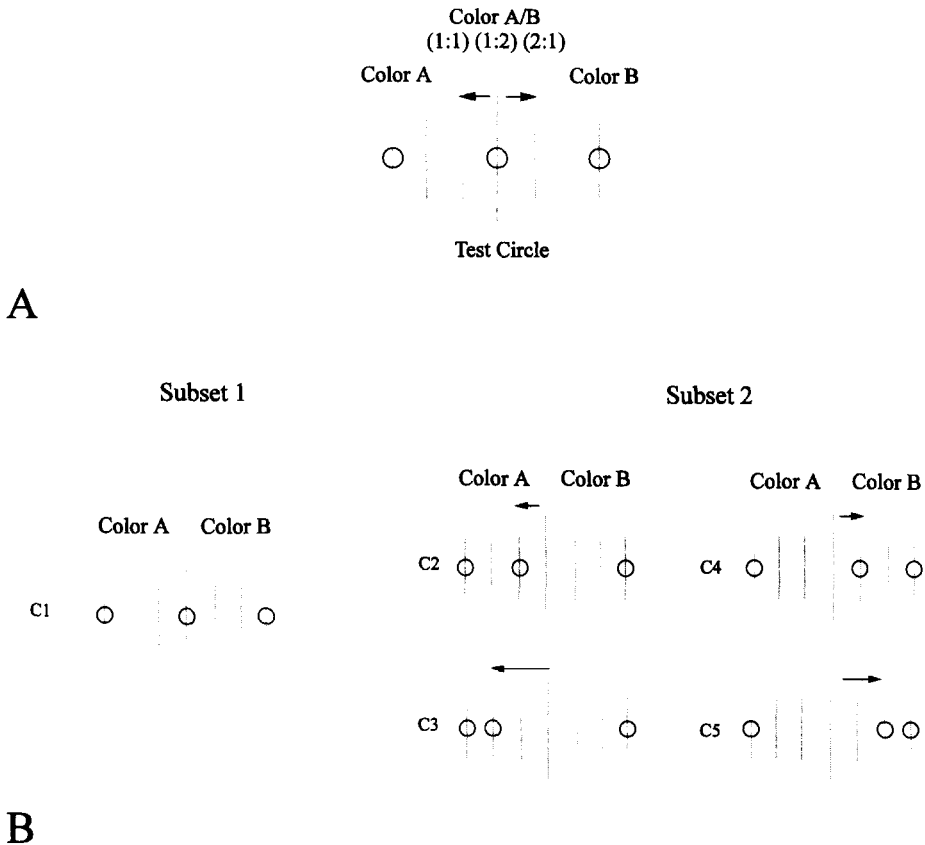 Color A/B
(1:1) (1:2) (2:1)
Color A
Color B
Test Circle
A
Subset 1
Subset 2
Color A
Color B
C1
Color A
Color B
C2
Color A
Color B
C4
C3
C5
B